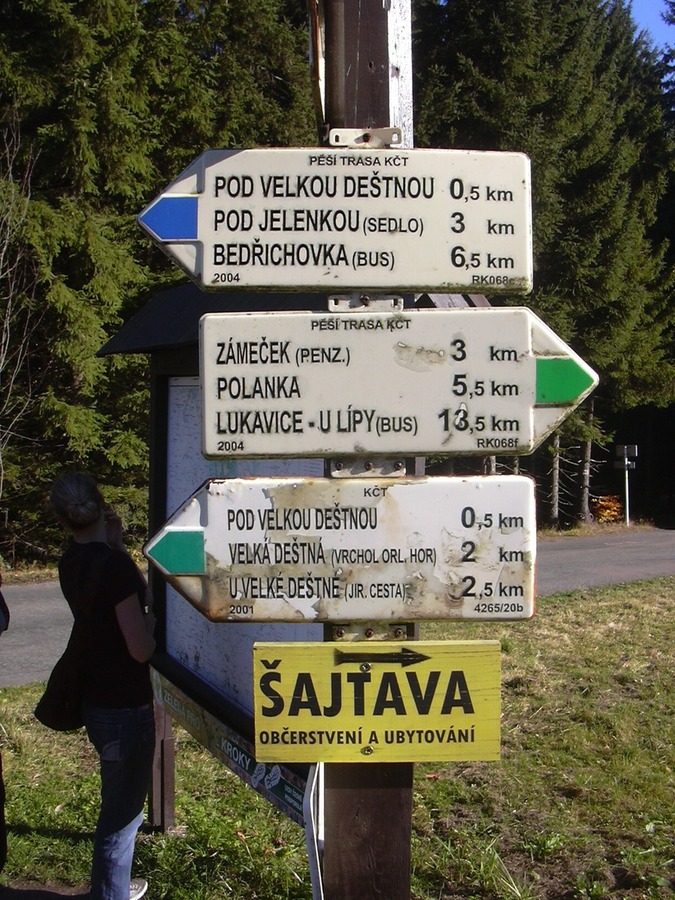 PĚŠÍ TRASA KČT
POD VELKOU DEŠTNOU 0,5 km
POD JELENKOU (SEDLO) 3 km
BEDŘICHOVKA (BUS) 6,5 km
2004 RK068c
PĚŠÍ TRASA KČT
ZÁMEČEK (PENZ.) 3 km
POLANKA 5,5 km
LUKAVICE - U LÍPY (BUS) 13,5 km
2004 RK068f
KČT
POD VELKOU DEŠTNOU 0,5 km
VELKÁ DEŠTNÁ (VRCHOL ORL. HOR) 2 km
U VELKÉ DEŠTNÉ (JIR. CESTA) 2,5 km
2001 4265/20b
ŠAJTAVA
OBČERSTVENÍ A UBYTOVÁNÍ
KROKY